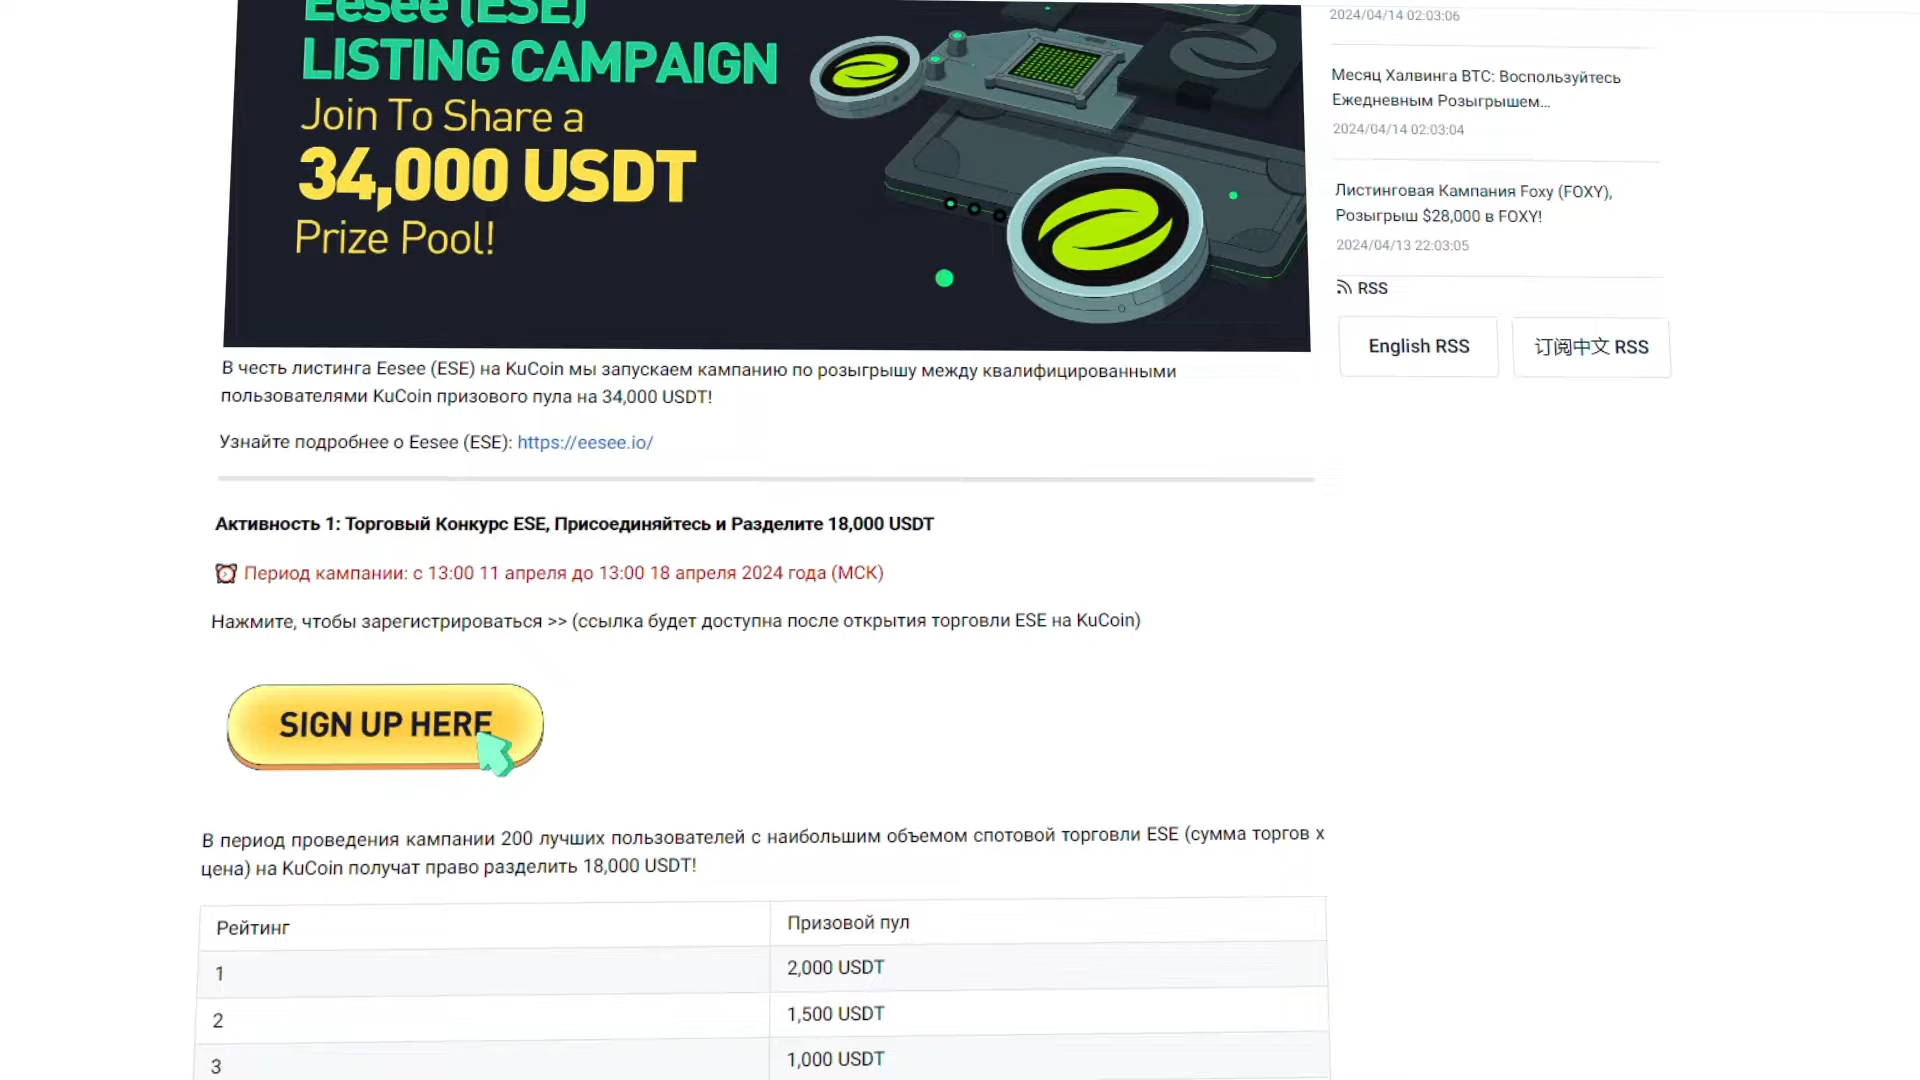 Eesee (ESE)
LISTING CAMPAIGN
Join To Share a
34,000 USDT
Prize Pool!
В честь листинга Eesee (ESE) на KuCoin мы запускаем кампанию по розыгрышу между квалифицированными
пользователями KuCoin призового пула на 34,000 USDT!
Узнайте подробнее о Eesee (ESE): https://eesee.io/
Активность 1: Торговый Конкурс ESE, Присоединяйтесь и Разделите 18,000 USDT
Период кампании: с 13:00 11 апреля до 13:00 18 апреля 2024 года (МСК)
Нажмите, чтобы зарегистрироваться >> (ссылка будет доступна после открытия торговли ESE на KuCoin)
SIGN UP HERE
В период проведения кампании 200 лучших пользователей с наибольшим объемом спотовой торговли ESE (сумма торгов x
цена) на KuCoin получат право разделить 18,000 USDT!
Рейтинг Призовой пул
1 2,000 USDT
2 1,500 USDT
3 1,000 USDT
2024/04/14 02:03:06
Месяц Халвинга BTC: Воспользуйтесь
Ежедневным Розыгрышем...
2024/04/14 02:03:04
Листинговая Кампания Foxy (FOXY),
Розыгрыш $28,000 в FOXY!
2024/04/13 22:03:05
RSS
English RSS
订阅中文 RSS